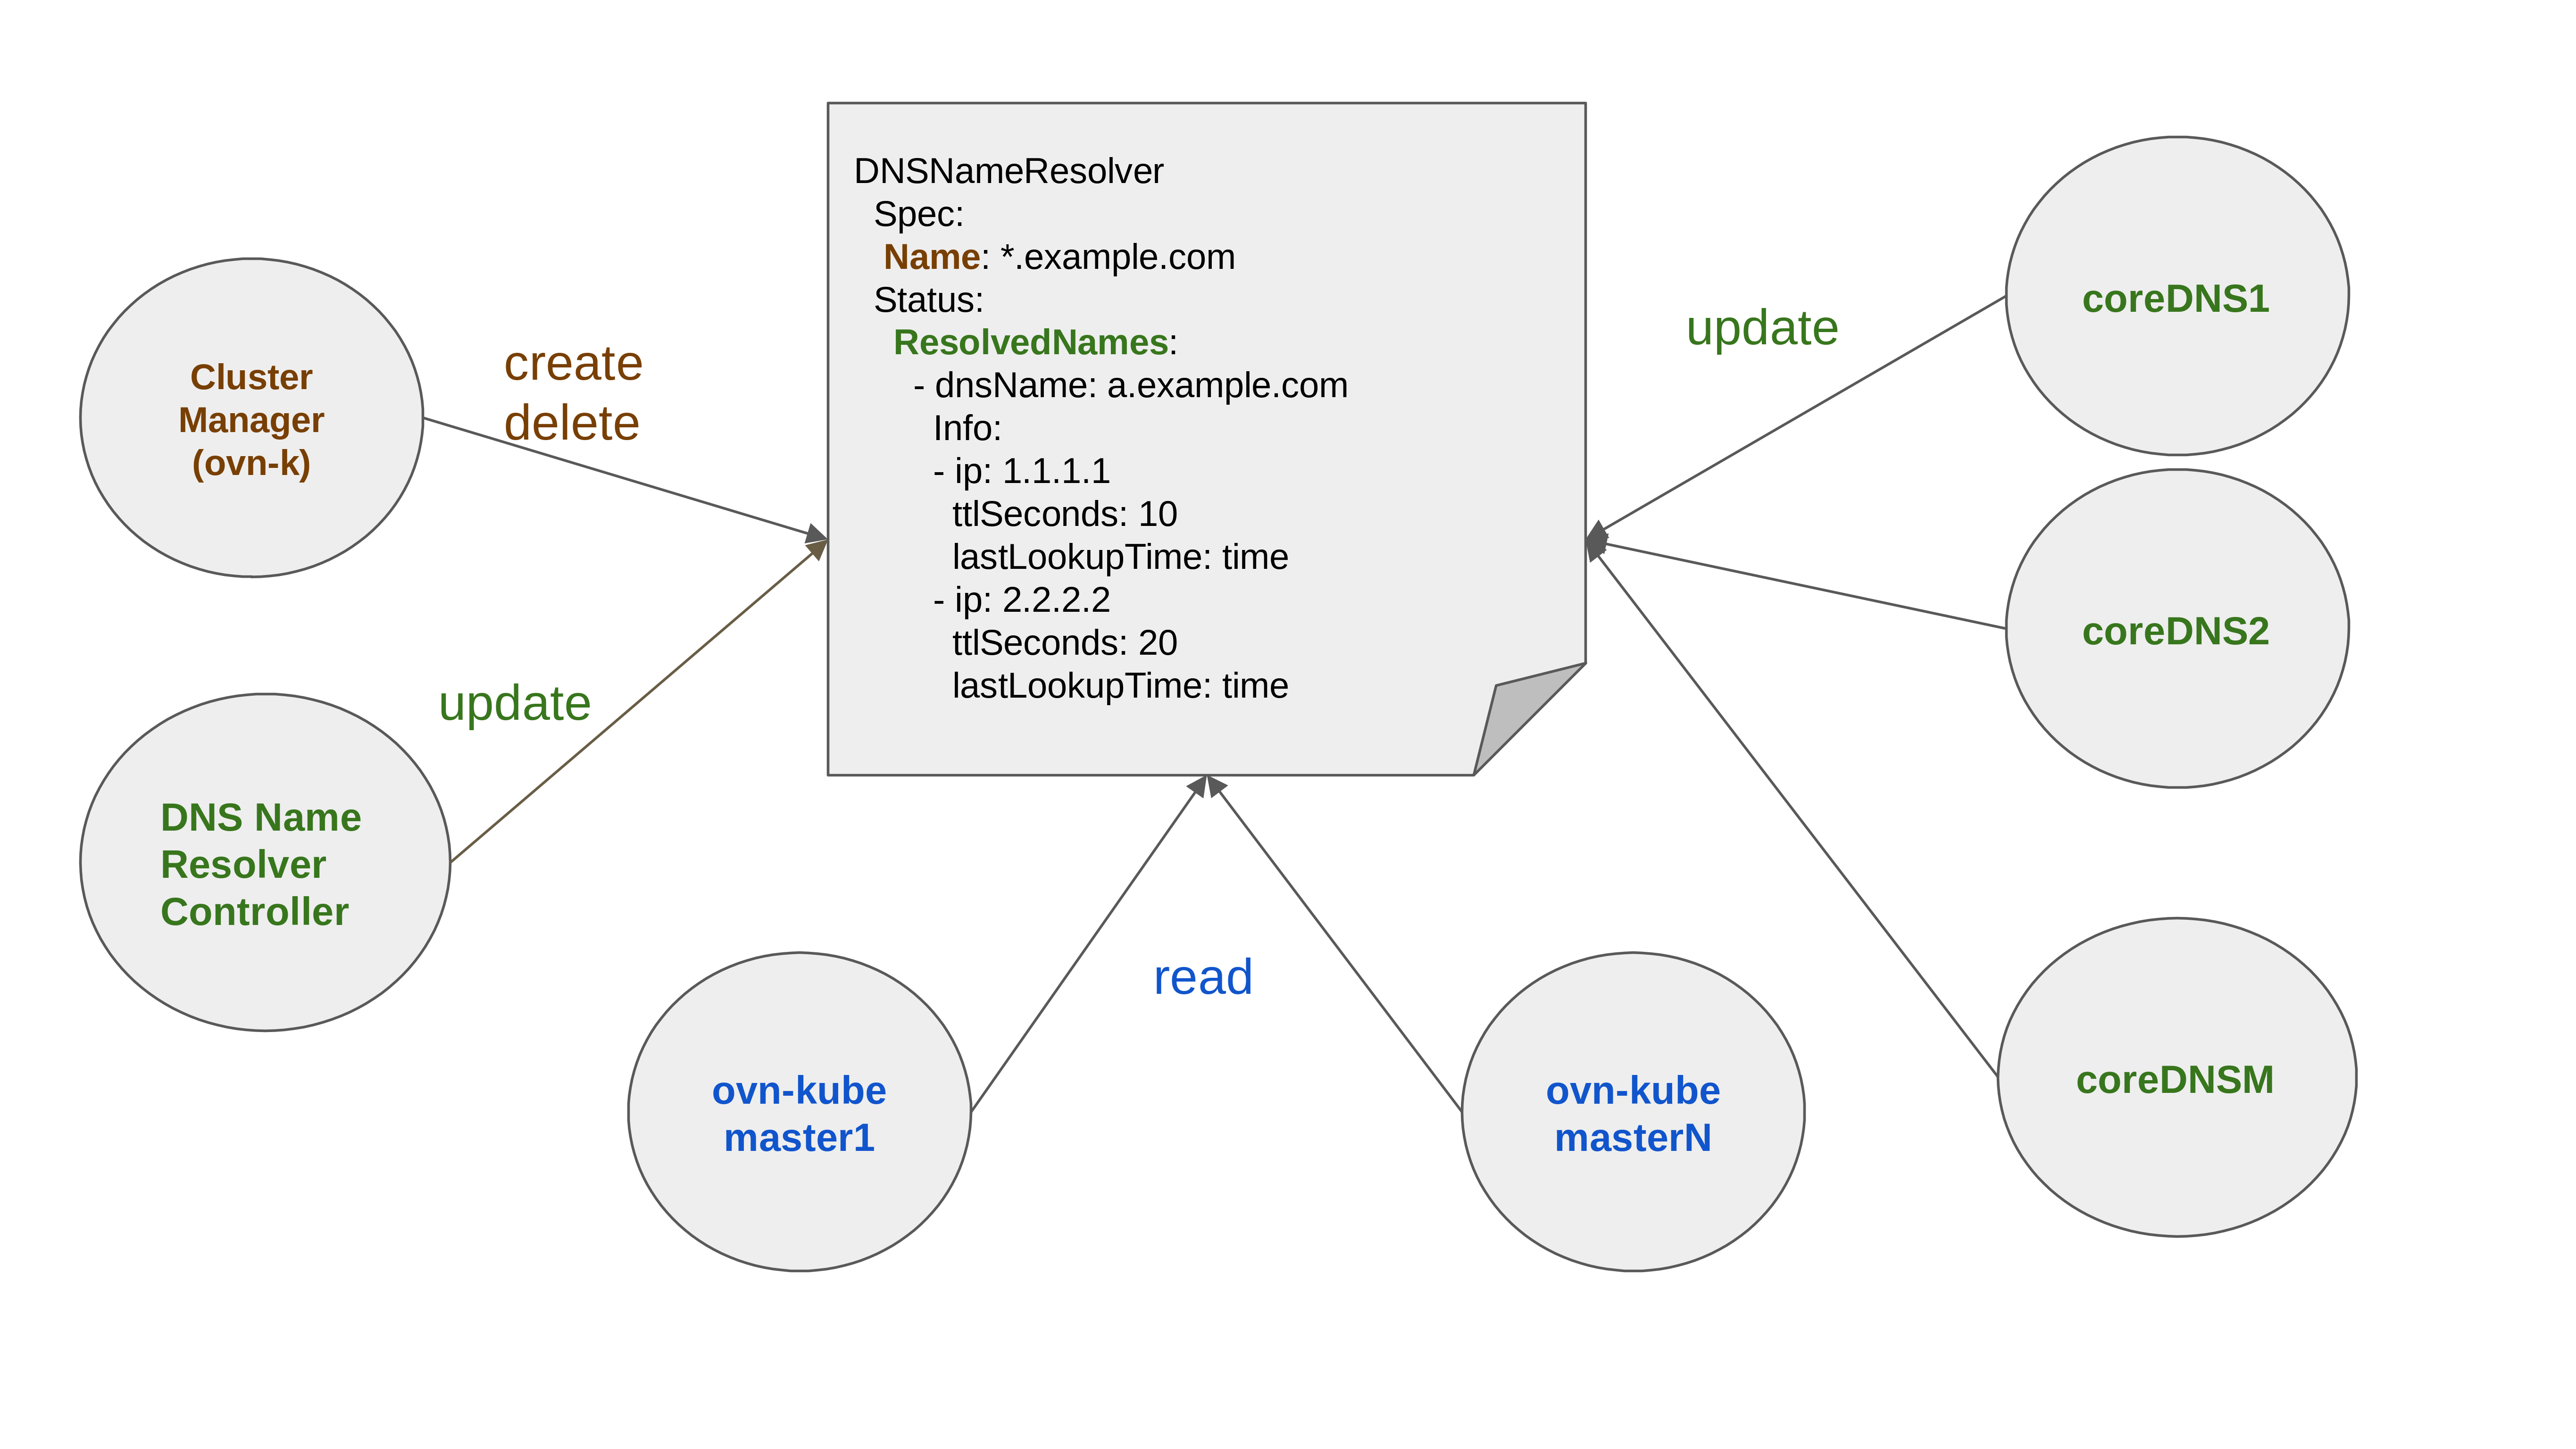 DNSNameResolver
Spec:
Name: *.example.com
Status:
ResolvedNames:
- dnsName: a.example.com
Info:
- ip: 1.1.1.1
ttlSeconds: 10
lastLookupTime: time
- ip: 2.2.2.2
ttlSeconds: 20
lastLookupTime: time
Cluster
Manager
(ovn-k)
create
delete
DNS Name
Resolver
Controller
update
ovn-kube
master1
read
ovn-kube
masterN
update
coreDNS1
coreDNS2
coreDNSM